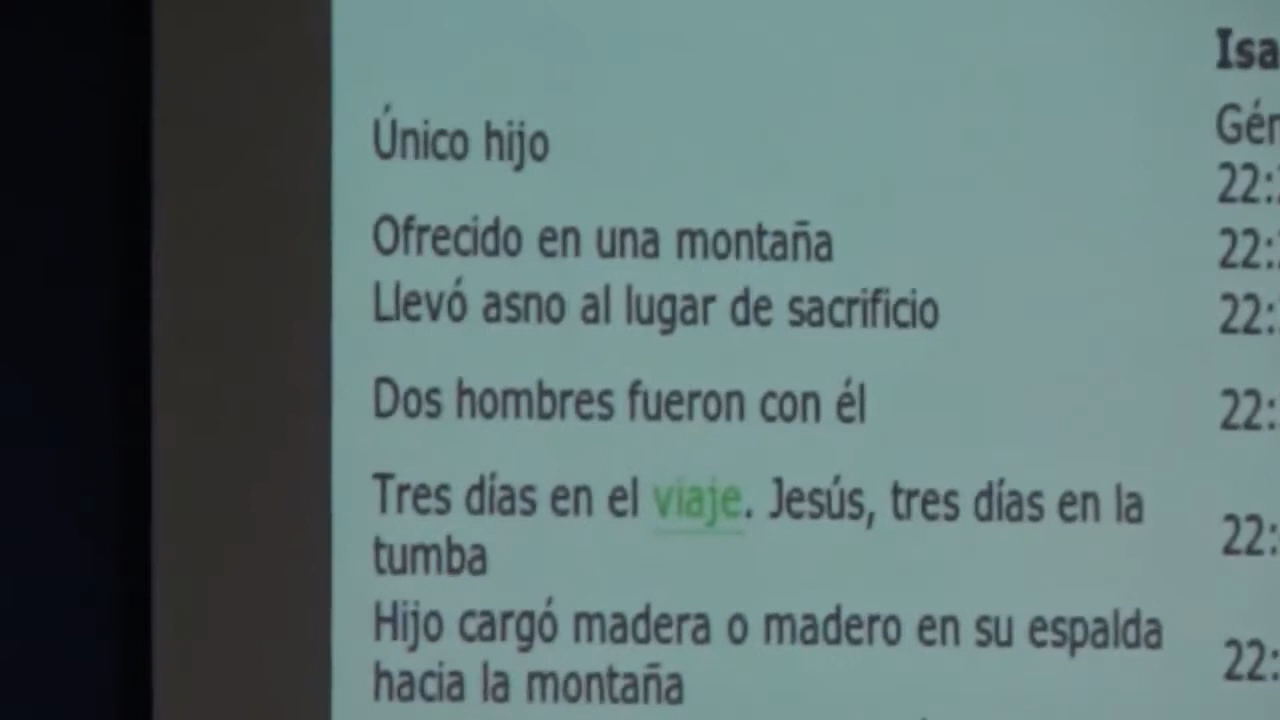 Único hijo
Ofrecido en una montaña
Llevó asno al lugar de sacrificio
Dos hombres fueron con él
Tres días en el viaje. Jesús, tres días en la
tumba
Hijo cargó madera o madero en su espalda
hacia la montaña
Isa
Gén
22:
22:
22:
22:
22:
22: